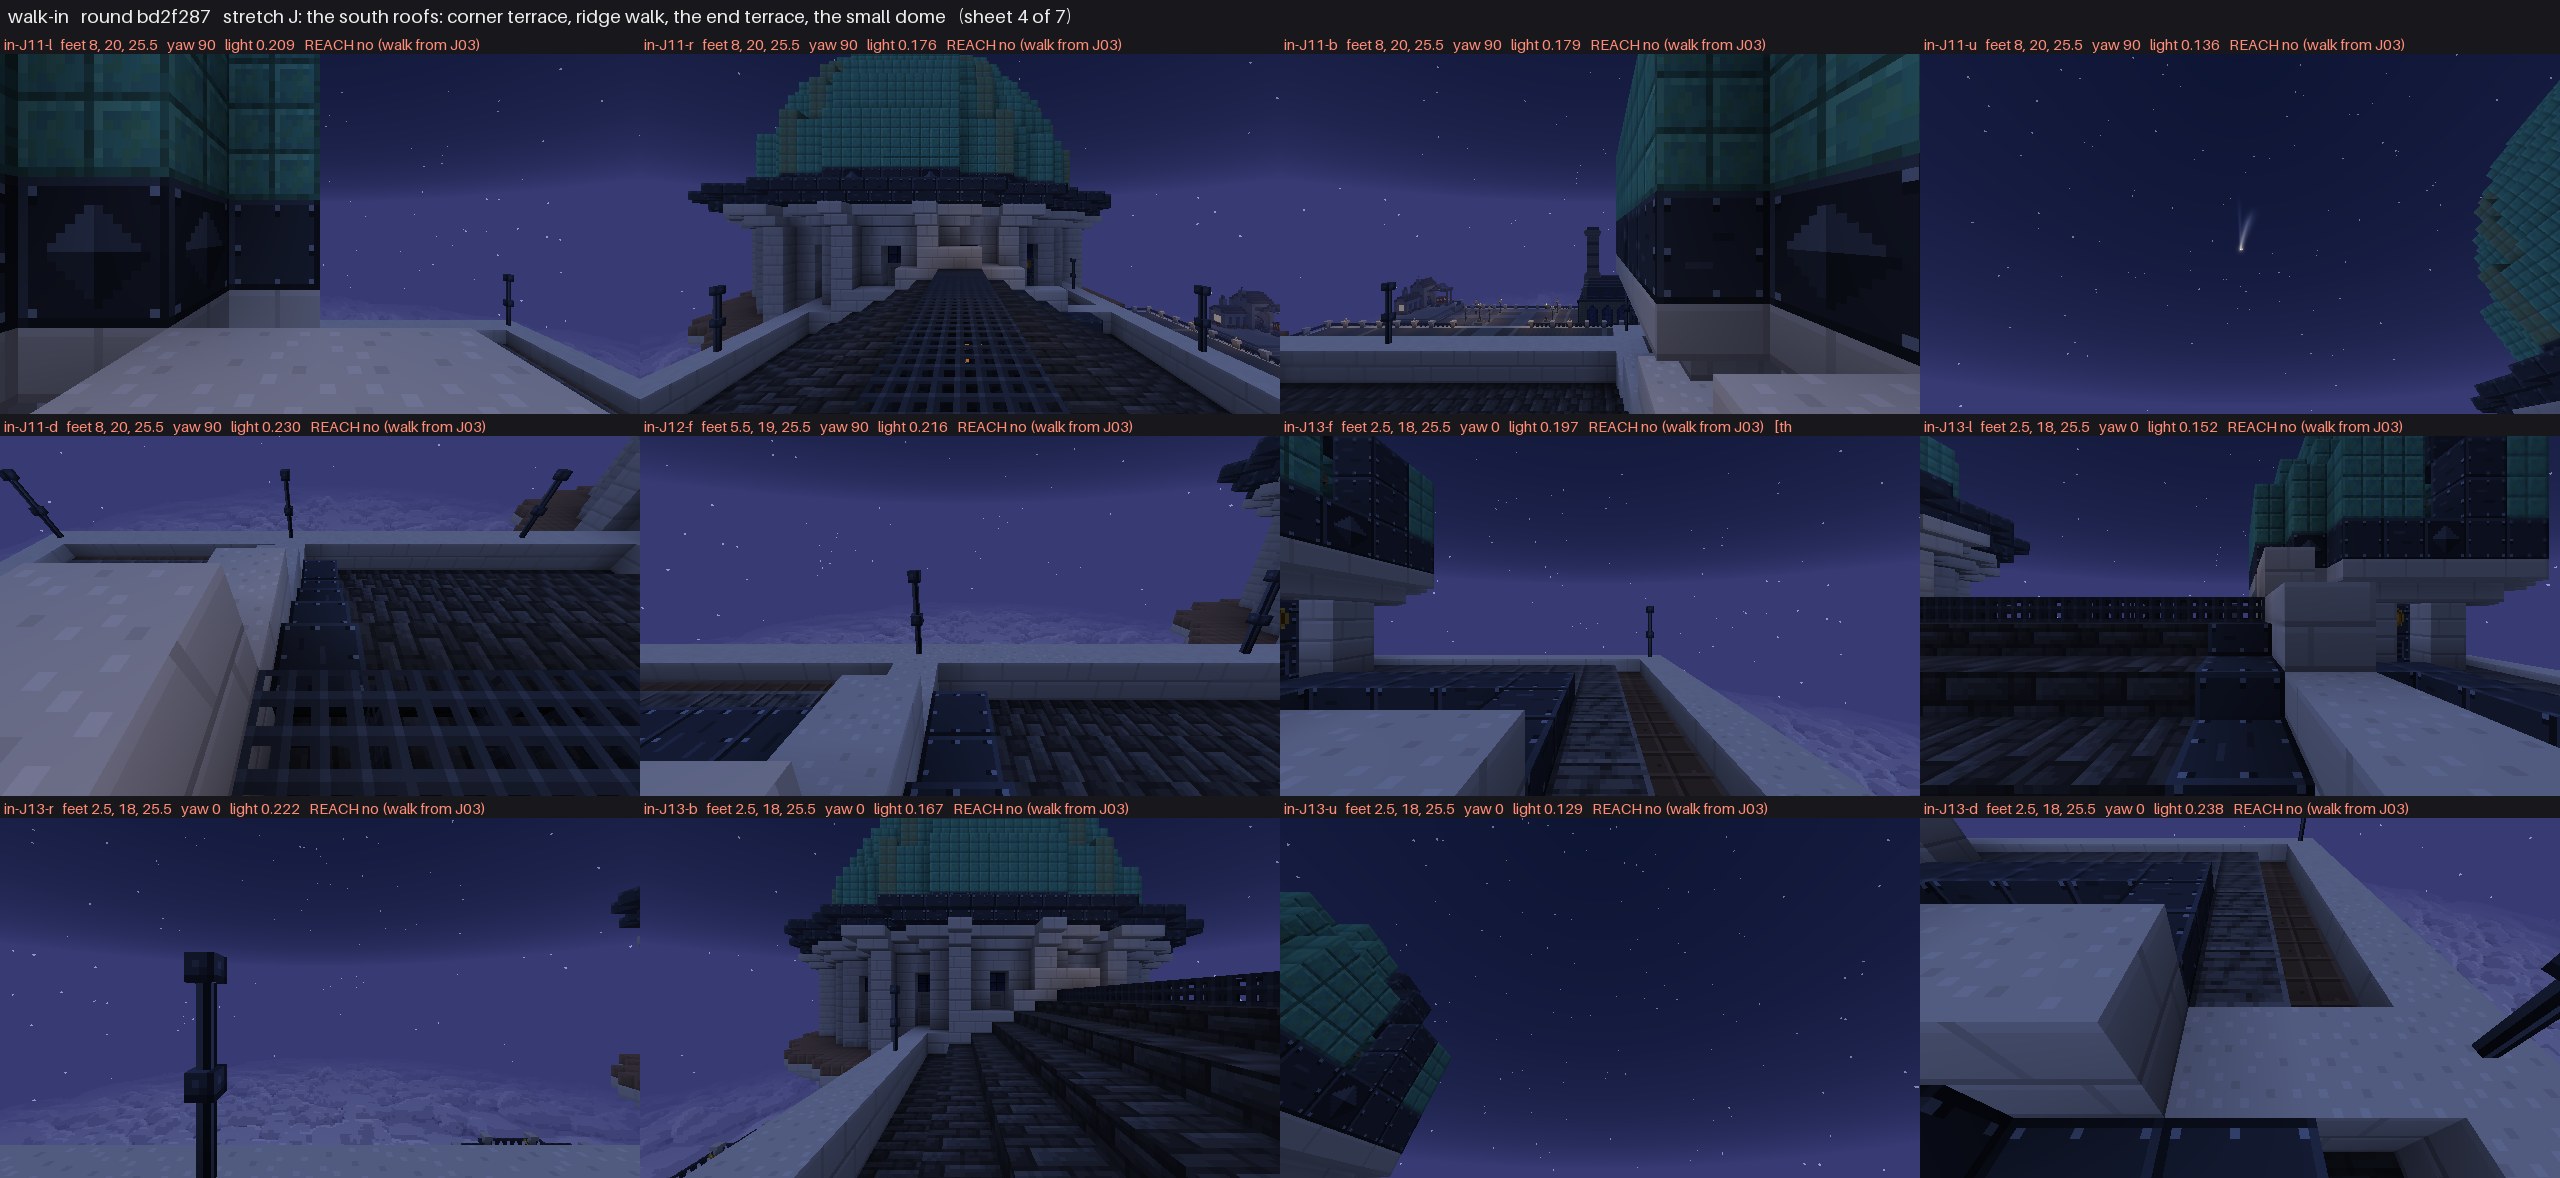 walk-in round bd2f287 stretch J: the south roofs: corner terrace, ridge walk, the end terrace, the small dome (sheet 4 of 7)
in-J11-l feet 8, 20, 25.5 yaw 90 light 0.209 REACH no (walk from J03)
in-J11-r feet 8, 20, 25.5 yaw 90 light 0.176 REACH no (walk from J03)
in-J11-b feet 8, 20, 25.5 yaw 90 light 0.179 REACH no (walk from J03)
in-J11-u feet 8, 20, 25.5 yaw 90 light 0.136 REACH no (walk from J03)
in-J11-d feet 8, 20, 25.5 yaw 90 light 0.230 REACH no (walk from J03)
in-J12-f feet 5.5, 19, 25.5 yaw 90 light 0.216 REACH no (walk from J03)
in-J13-f feet 2.5, 18, 25.5 yaw 0 light 0.197 REACH no (walk from J03) [th
in-J13-l feet 2.5, 18, 25.5 yaw 0 light 0.152 REACH no (walk from J03)
in-J13-r feet 2.5, 18, 25.5 yaw 0 light 0.222 REACH no (walk from J03)
in-J13-b feet 2.5, 18, 25.5 yaw 0 light 0.167 REACH no (walk from J03)
in-J13-u feet 2.5, 18, 25.5 yaw 0 light 0.129 REACH no (walk from J03)
in-J13-d feet 2.5, 18, 25.5 yaw 0 light 0.238 REACH no (walk from J03)